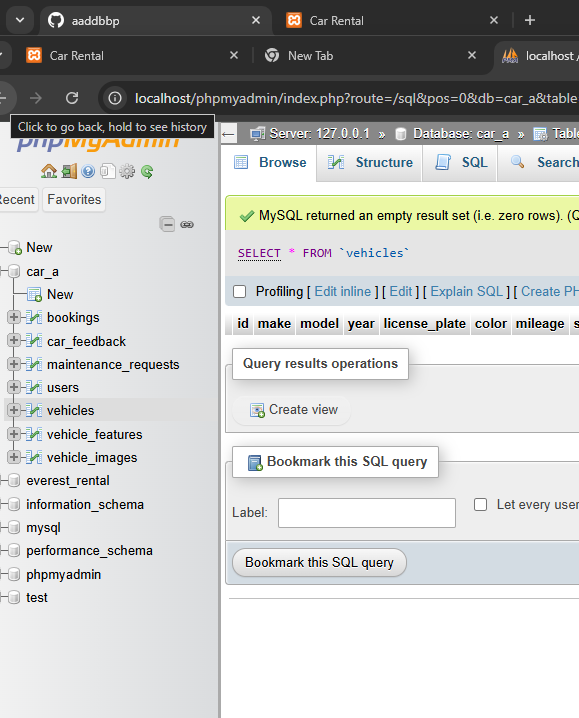 aaddbbp
Car Rental
Car Rental
New Tab
localhost /
localhost/phpmyadmin/index.php?route=/sql&pos=0&db=car_a&table
Click to go back, hold to see history
phpMyAdmin
Recent
Favorites
New
car_a
New
bookings
car_feedback
maintenance_requests
users
vehicles
vehicle_features
vehicle_images
everest_rental
information_schema
mysql
performance_schema
phpmyadmin
test
Server: 127.0.0.1 » Database: car_a » Table
Browse Structure SQL Search
MySQL returned an empty result set (i.e. zero rows). (Q
SELECT * FROM `vehicles`
Profiling [ Edit inline ] [ Edit ] [ Explain SQL ] [ Create PH
id make model year license_plate color mileage s
Query results operations
Create view
Bookmark this SQL query
Label:
Let every user
Bookmark this SQL query